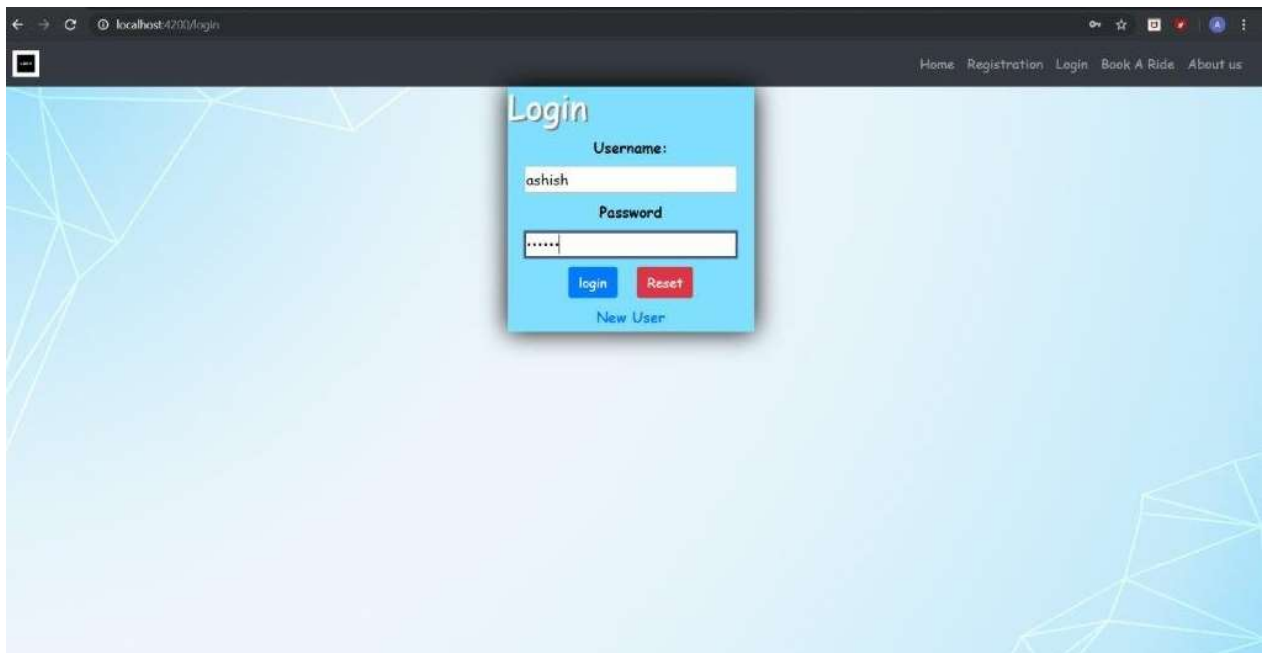 localhost:4200/login
Home Registration Login Book A Ride About us
Login
Username:
ashish
Password
••••••
login Reset
New User